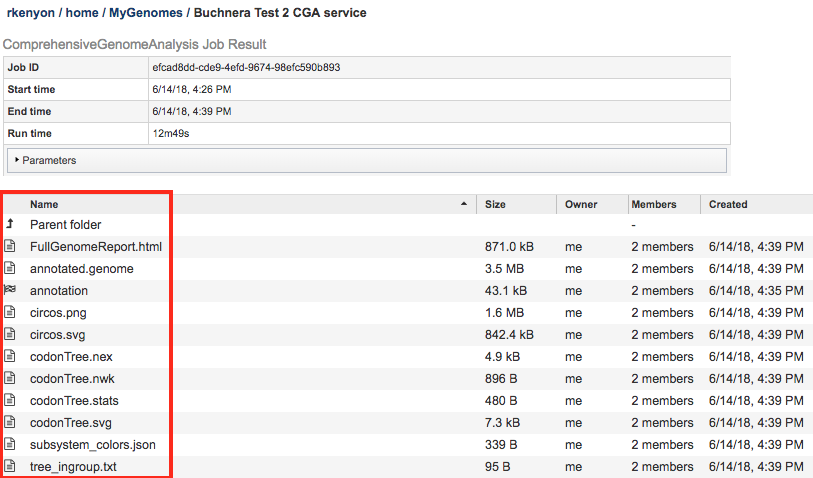 rkenyon / home / MyGenomes / Buchnera Test 2 CGA service
ComprehensiveGenomeAnalysis Job Result
Job ID efcad8dd-cde9-4efd-9674-98efc590b893
Start time 6/14/18, 4:26 PM
End time 6/14/18, 4:39 PM
Run time 12m49s
Parameters
Name Size Owner Members Created
Parent folder -
FullGenomeReport.html 871.0 kB me 2 members 6/14/18, 4:39 PM
annotated.genome 3.5 MB me 2 members 6/14/18, 4:39 PM
annotation 43.1 kB me 2 members 6/14/18, 4:35 PM
circos.png 1.6 MB me 2 members 6/14/18, 4:39 PM
circos.svg 842.4 kB me 2 members 6/14/18, 4:39 PM
codonTree.nex 4.9 kB me 2 members 6/14/18, 4:39 PM
codonTree.nwk 896 B me 2 members 6/14/18, 4:39 PM
codonTree.stats 480 B me 2 members 6/14/18, 4:39 PM
codonTree.svg 7.3 kB me 2 members 6/14/18, 4:39 PM
subsystem_colors.json 339 B me 2 members 6/14/18, 4:39 PM
tree_ingroup.txt 95 B me 2 members 6/14/18, 4:39 PM